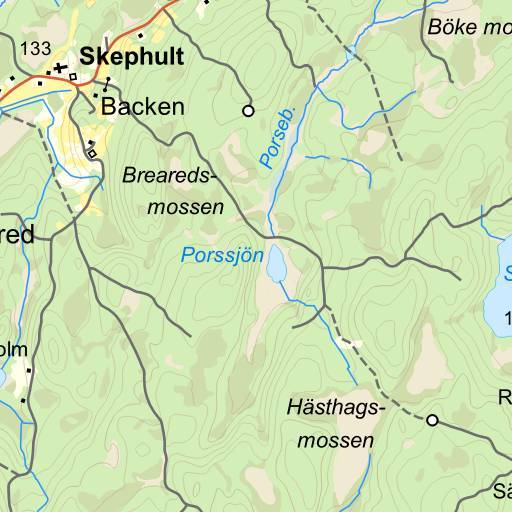 Böke mo
133
Skephult
Backen
Porseb.
Breareds-
mossen
red
Porssjön
S
1
olm
R
Hästhags-
mossen
Sä